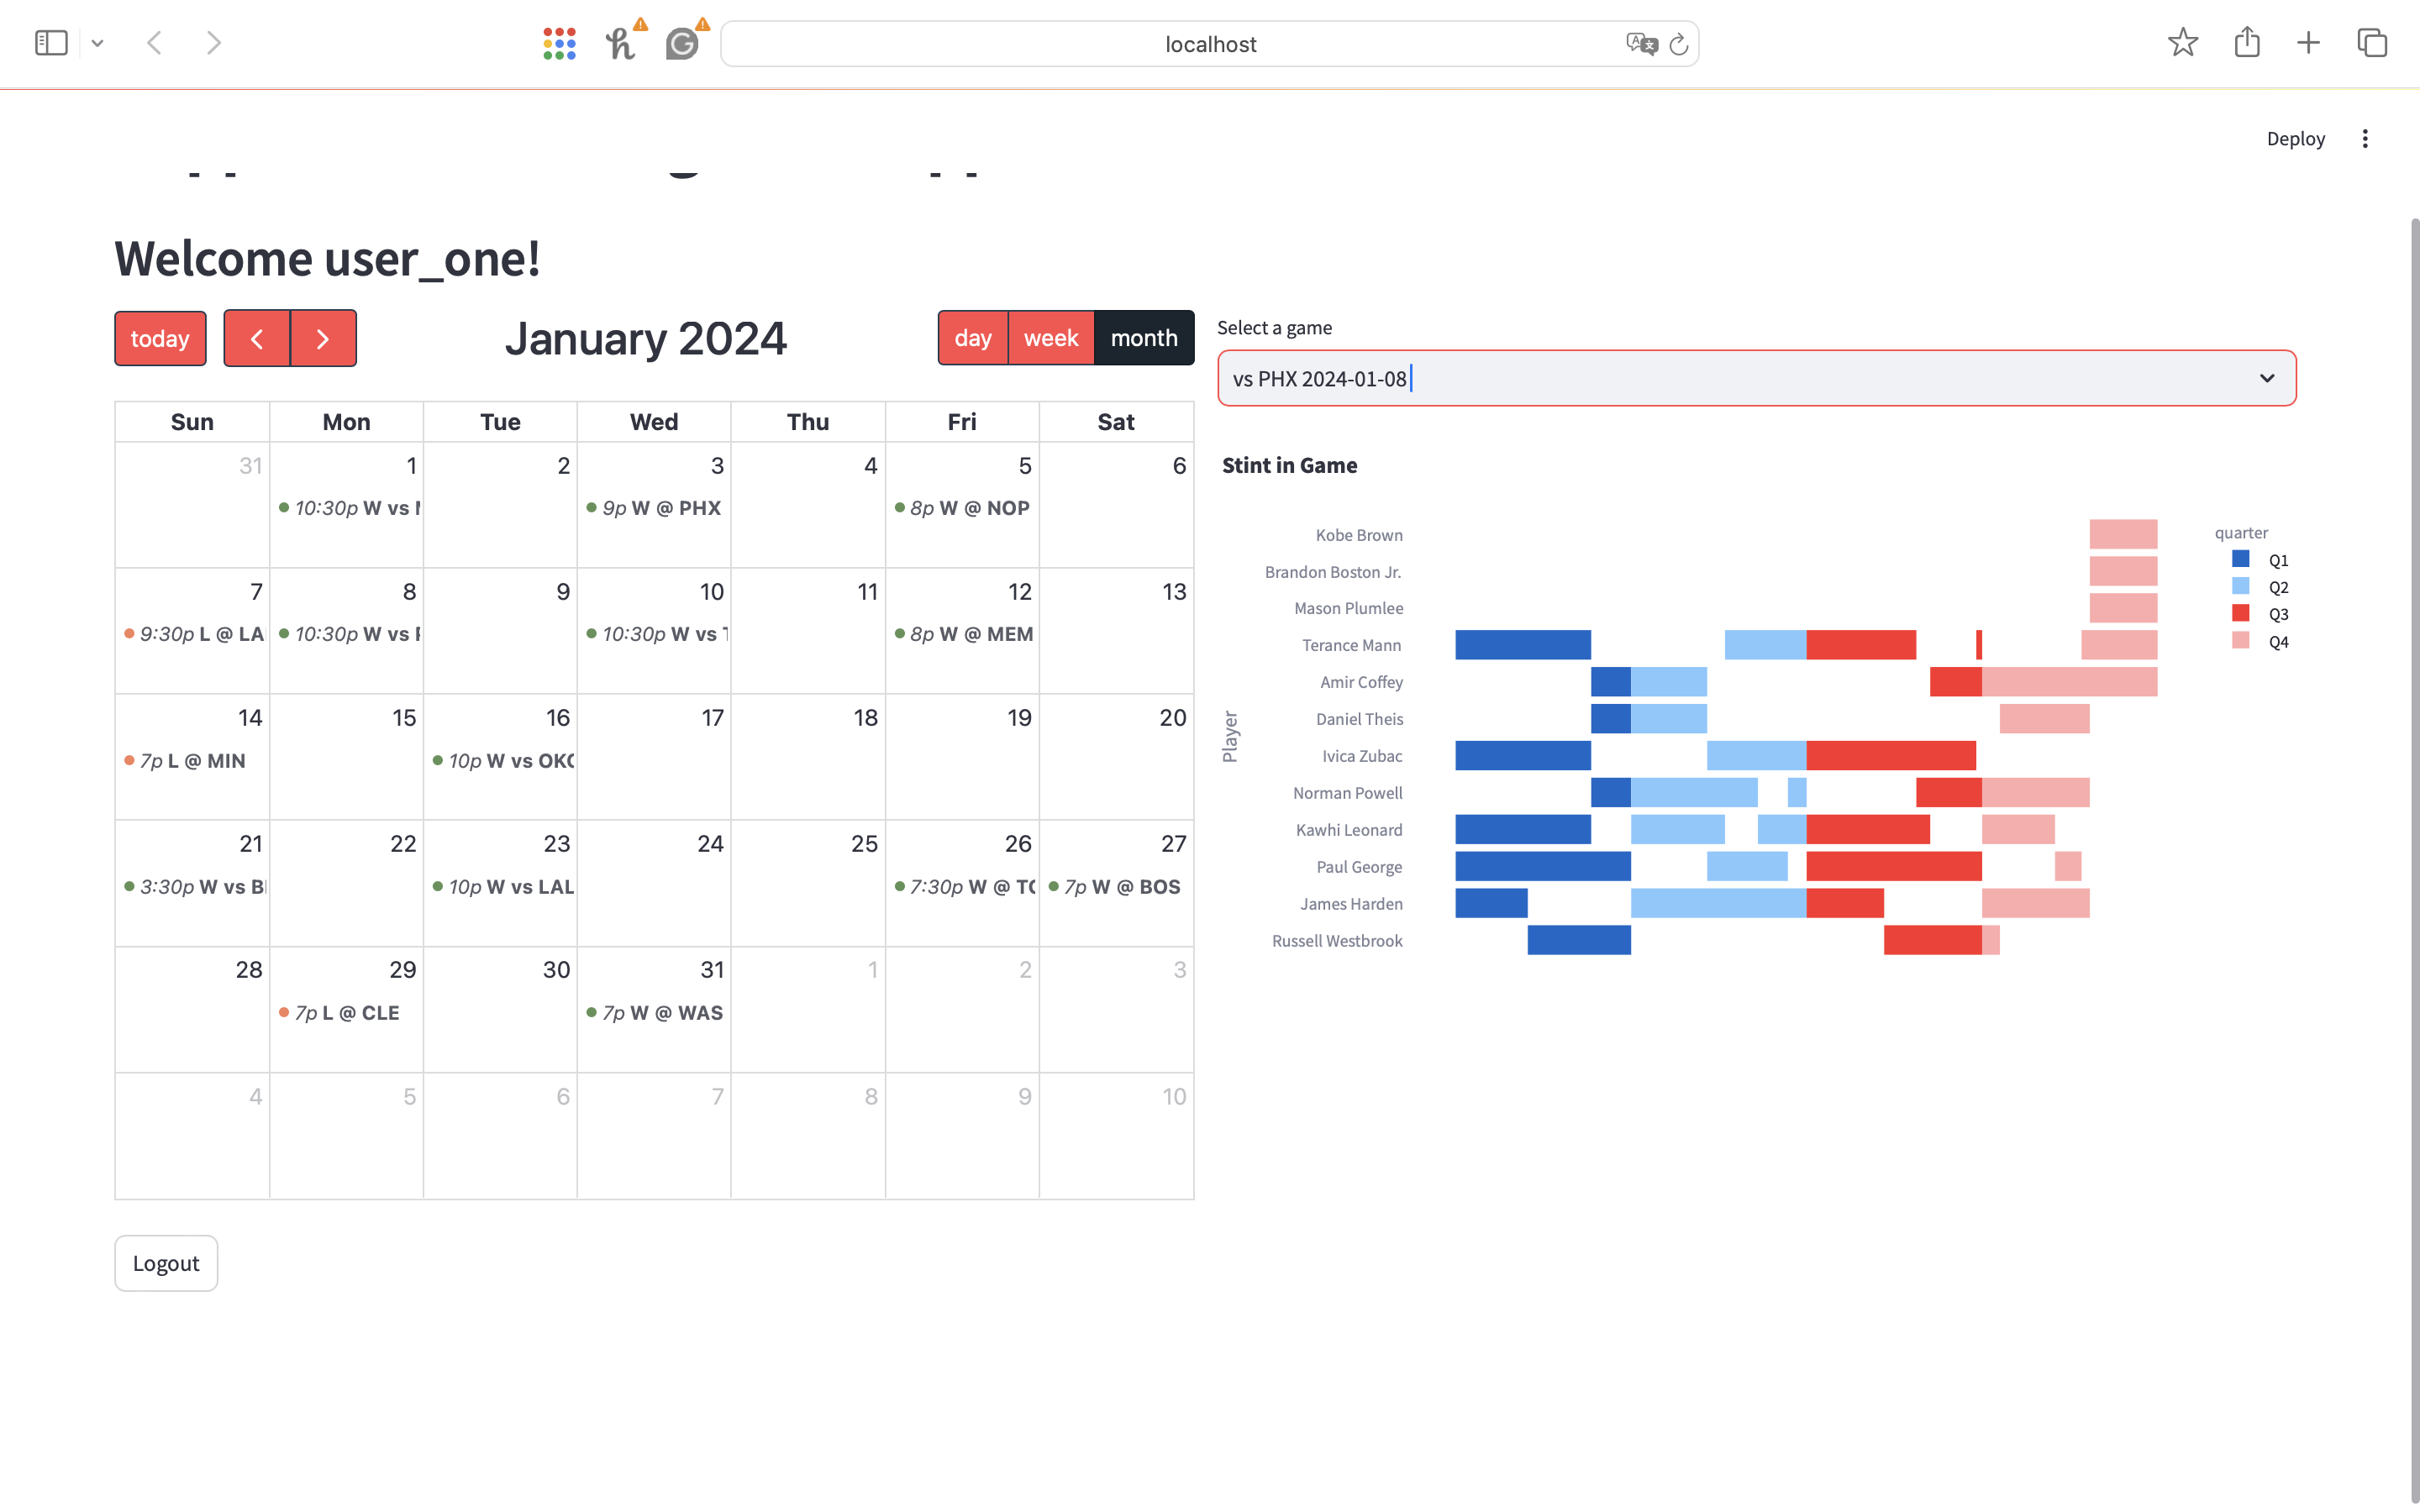 localhost
Deploy
Welcome user_one!
today
January 2024
day week month
Sun Mon Tue Wed Thu Fri Sat
31 1 2 3 4 5 6
10:30p W vs
9p W @ PHX
8p W @ NOP
7 8 9 10 11 12 13
9:30p L @ LA
10:30p W vs
10:30p W vs
8p W @ MEM
14 15 16 17 18 19 20
7p L @ MIN
10p W vs OKC
21 22 23 24 25 26 27
3:30p W vs B
10p W vs LAL
7:30p W @ TO
7p W @ BOS
28 29 30 31 1 2 3
7p L @ CLE
7p W @ WAS
4 5 6 7 8 9 10
Logout
Select a game
vs PHX 2024-01-08
Stint in Game
Player
Kobe Brown
Brandon Boston Jr.
Mason Plumlee
Terance Mann
Amir Coffey
Daniel Theis
Ivica Zubac
Norman Powell
Kawhi Leonard
Paul George
James Harden
Russell Westbrook
quarter
Q1
Q2
Q3
Q4